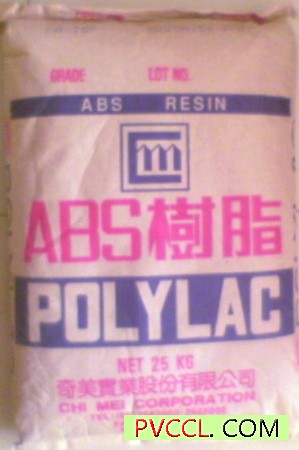 GRADE LOT NO.
ABS RESIN
ABS樹脂
POLYLAC
NET 25 KG
奇美實業股份有限公司
CHI MEI CORPORATION
PVCCL.COM